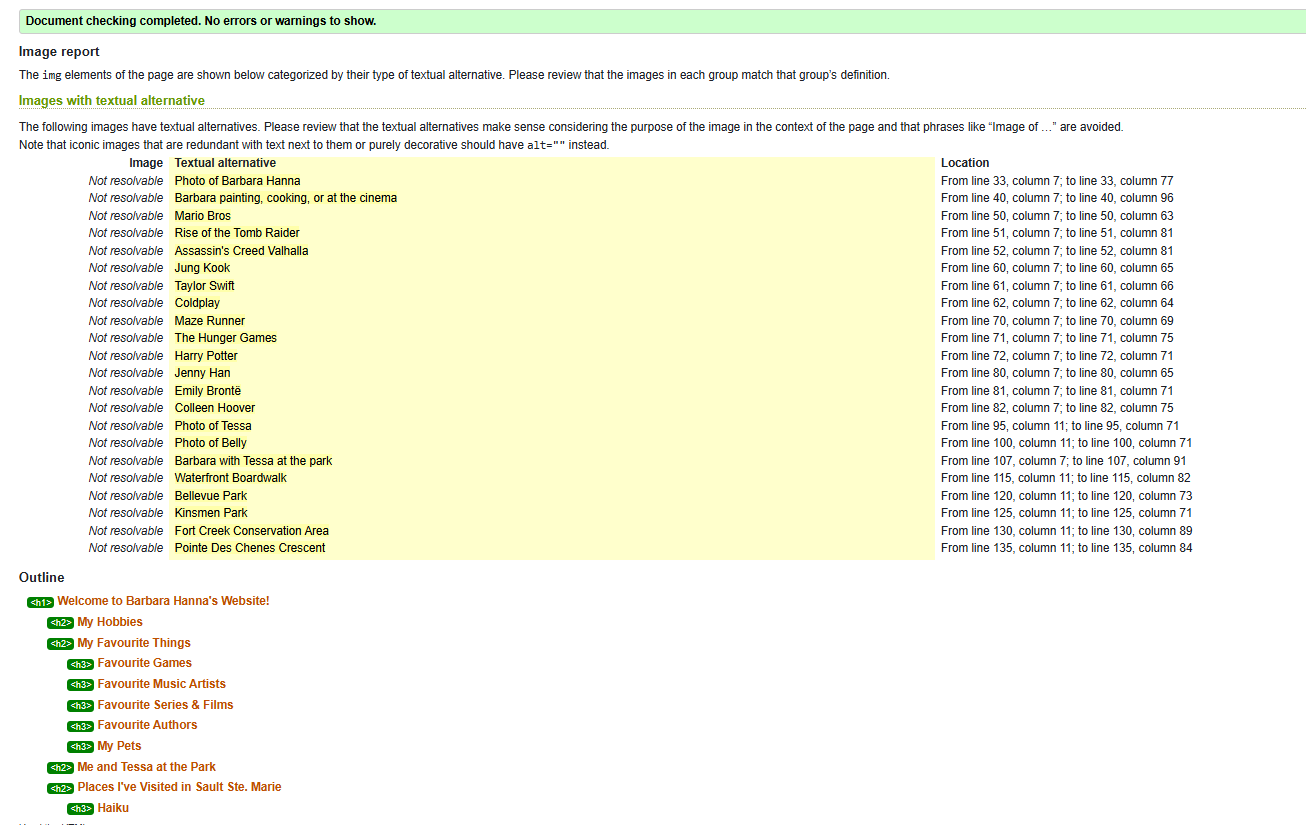 Document checking completed. No errors or warnings to show.
Image report
The img elements of the page are shown below categorized by their type of textual alternative. Please review that the images in each group match that group's definition.
Images with textual alternative
The following images have textual alternatives. Please review that the textual alternatives make sense considering the purpose of the image in the context of the page and that phrases like “Image of …” are avoided.
Note that iconic images that are redundant with text next to them or purely decorative should have alt="" instead.
Image Textual alternative Location
Not resolvable Photo of Barbara Hanna From line 33, column 7; to line 33, column 77
Not resolvable Barbara painting, cooking, or at the cinema From line 40, column 7; to line 40, column 96
Not resolvable Mario Bros From line 50, column 7; to line 50, column 63
Not resolvable Rise of the Tomb Raider From line 51, column 7; to line 51, column 81
Not resolvable Assassin's Creed Valhalla From line 52, column 7; to line 52, column 81
Not resolvable Jung Kook From line 60, column 7; to line 60, column 65
Not resolvable Taylor Swift From line 61, column 7; to line 61, column 66
Not resolvable Coldplay From line 62, column 7; to line 62, column 64
Not resolvable Maze Runner From line 70, column 7; to line 70, column 69
Not resolvable The Hunger Games From line 71, column 7; to line 71, column 75
Not resolvable Harry Potter From line 72, column 7; to line 72, column 71
Not resolvable Jenny Han From line 80, column 7; to line 80, column 65
Not resolvable Emily Brontë From line 81, column 7; to line 81, column 71
Not resolvable Colleen Hoover From line 82, column 7; to line 82, column 75
Not resolvable Photo of Tessa From line 95, column 11; to line 95, column 71
Not resolvable Photo of Belly From line 100, column 11; to line 100, column 71
Not resolvable Barbara with Tessa at the park From line 107, column 7; to line 107, column 91
Not resolvable Waterfront Boardwalk From line 115, column 11; to line 115, column 82
Not resolvable Bellevue Park From line 120, column 11; to line 120, column 73
Not resolvable Kinsmen Park From line 125, column 11; to line 125, column 71
Not resolvable Fort Creek Conservation Area From line 130, column 11; to line 130, column 89
Not resolvable Pointe Des Chenes Crescent From line 135, column 11; to line 135, column 84
Outline
<h1> Welcome to Barbara Hanna's Website!
<h2> My Hobbies
<h2> My Favourite Things
<h3> Favourite Games
<h3> Favourite Music Artists
<h3> Favourite Series & Films
<h3> Favourite Authors
<h3> My Pets
<h2> Me and Tessa at the Park
<h2> Places I've Visited in Sault Ste. Marie
<h3> Haiku